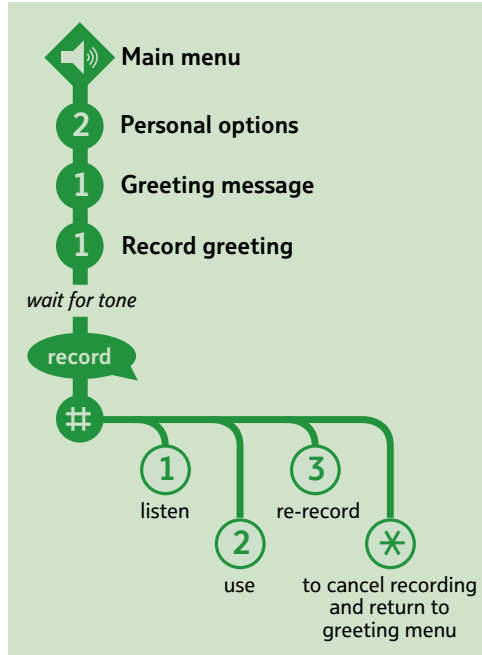 Main menu
2 Personal options
1 Greeting message
1 Record greeting
wait for tone
record
#
1
listen
3
re-record
2
use
*
to cancel recording
and return to
greeting menu